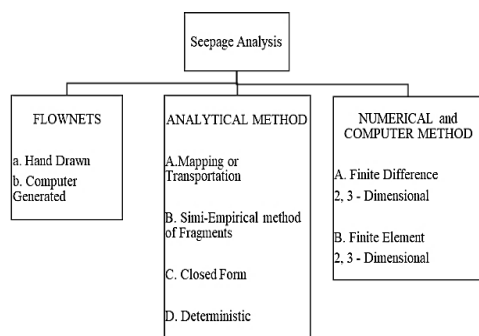 Seepage Analysis
FLOWNETS
a. Hand Drawn
b. Computer
Generated
ANALYTICAL METHOD
A.Mapping or
Transportation
B. Simi-Empirical method
of Fragments
C. Closed Form
D. Deterministic
NUMERICAL and
COMPUTER METHOD
A. Finite Difference
2, 3 - Dimensional
B. Finite Element
2, 3 - Dimensional